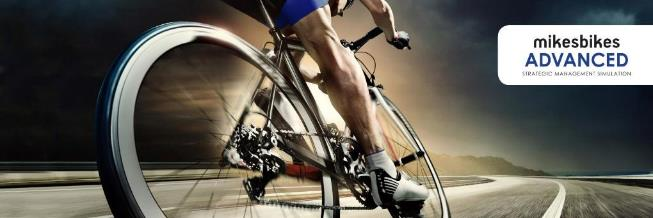 mikesbikes
ADVANCED
STRATEGIC MANAGEMENT SIMULATION